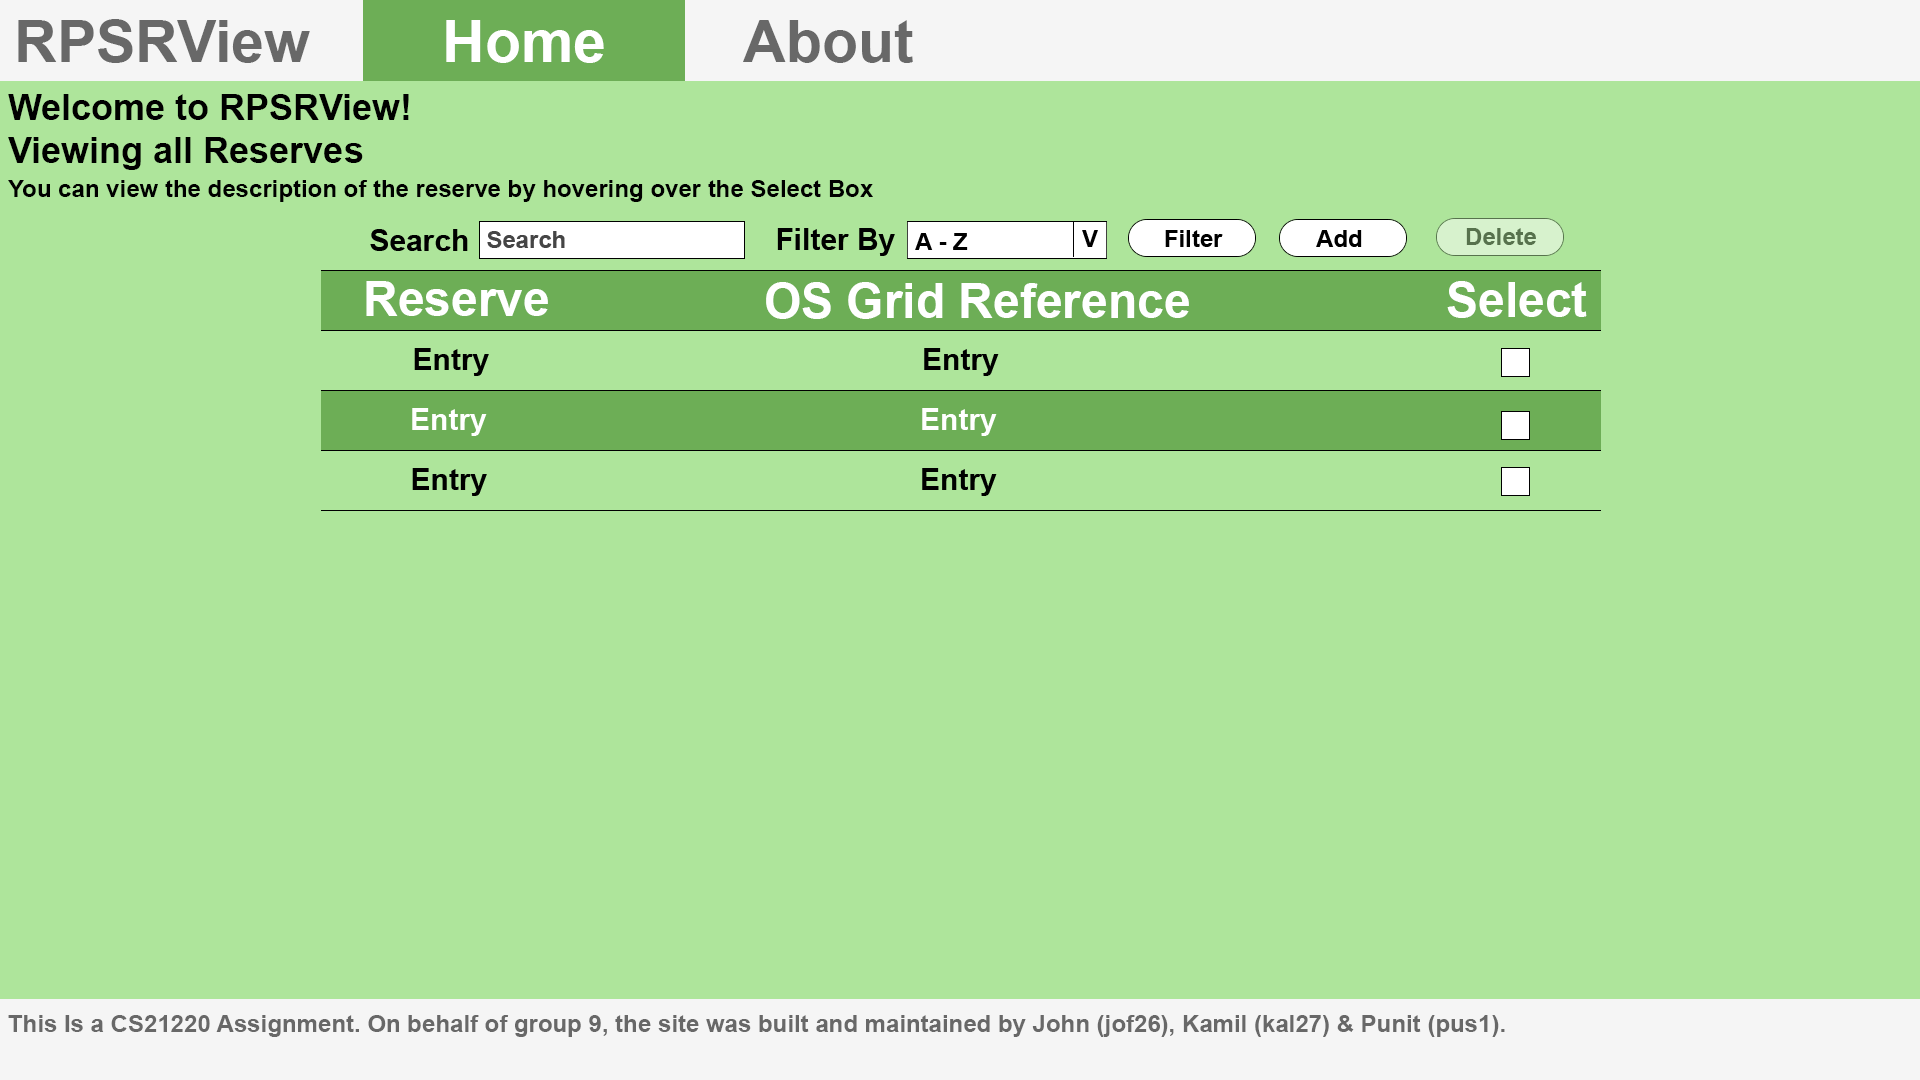 RPSRView Home About
Welcome to RPSRView!
Viewing all Reserves
You can view the description of the reserve by hovering over the Select Box
Search Search Filter By A - Z V Filter Add Delete
Reserve OS Grid Reference Select
Entry Entry
Entry Entry
Entry Entry
This Is a CS21220 Assignment. On behalf of group 9, the site was built and maintained by John (jof26), Kamil (kal27) & Punit (pus1).